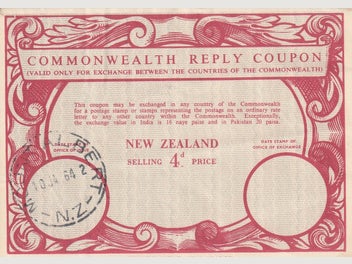 COMMONWEALTH REPLY COUPON
(VALID ONLY FOR EXCHANGE BETWEEN THE COUNTRIES OF THE COMMONWEALTH)
This coupon may be exchanged in any country of the Commonwealth
for a postage stamp or stamps representing the postage on an ordinary rate
letter to any other country within the Commonwealth. Exceptionally,
the exchange value in India is 16 naye paise and in Pakistan 20 paisa.
NEW ZEALAND
SELLING 4d PRICE
DATE STAMP OF
OFFICE OF EXCHANGE
OFFICE OF
64
N.Z.